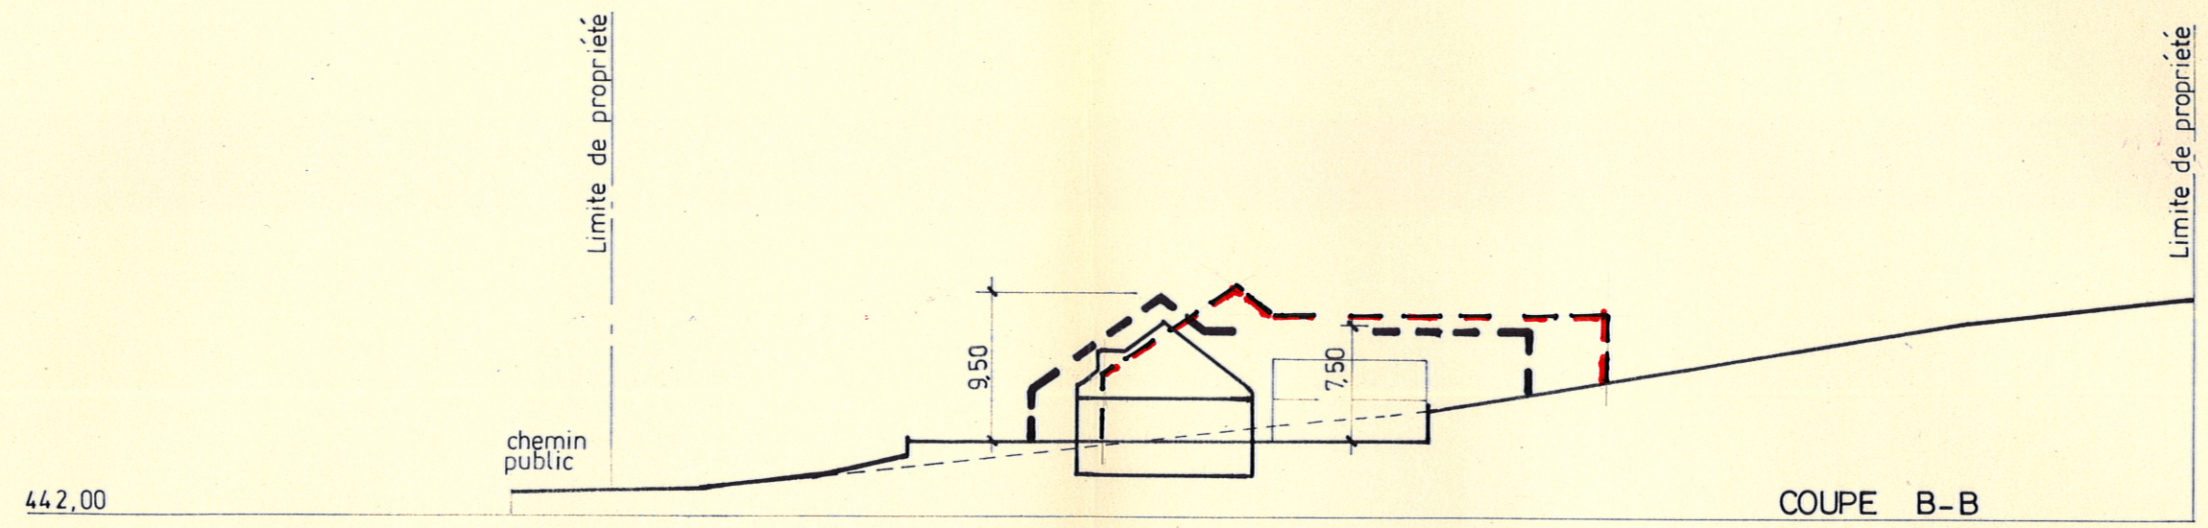 Limite de propriété
Limite de propriété
9,50
7,50
chemin
public
442,00
COUPE B-B